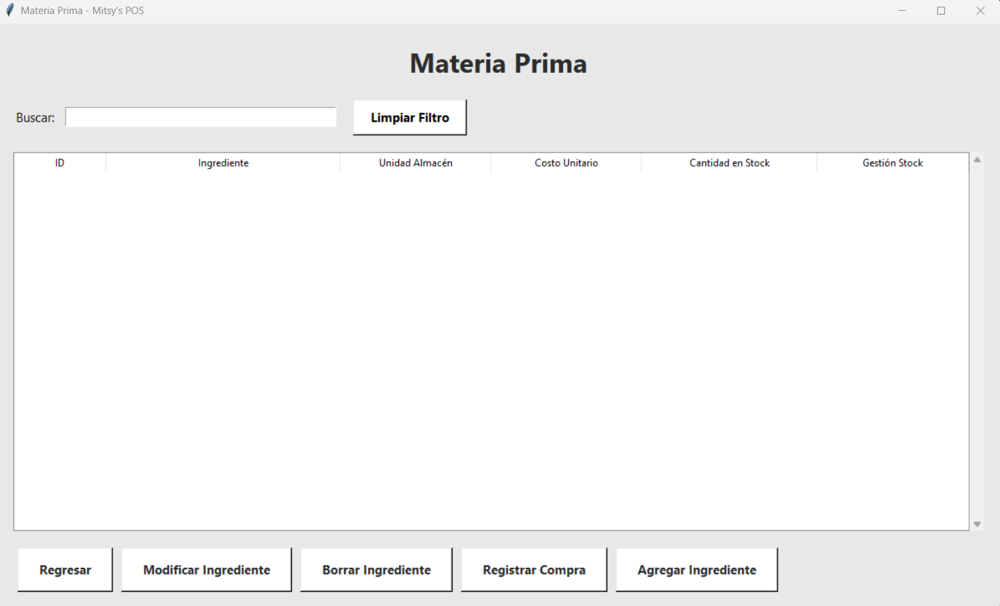 Materia Prima - Mitsy's POS
Materia Prima
Buscar:
Limpiar Filtro
ID Ingrediente Unidad Almacén Costo Unitario Cantidad en Stock Gestión Stock
Regresar Modificar Ingrediente Borrar Ingrediente Registrar Compra Agregar Ingrediente